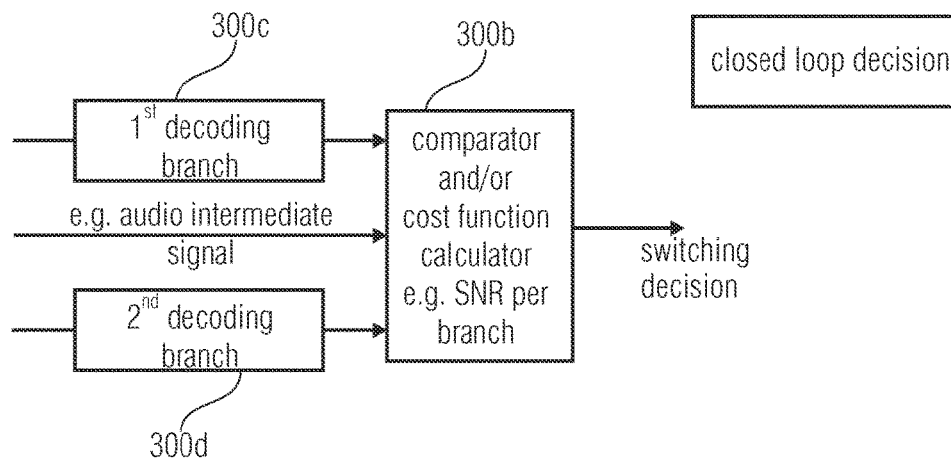 300c
300b
closed loop decision
1st decoding
branch
comparator
and/or
cost function
calculator
e.g. SNR per
branch
e.g. audio intermediate
signal
switching
decision
2nd decoding
branch
300d